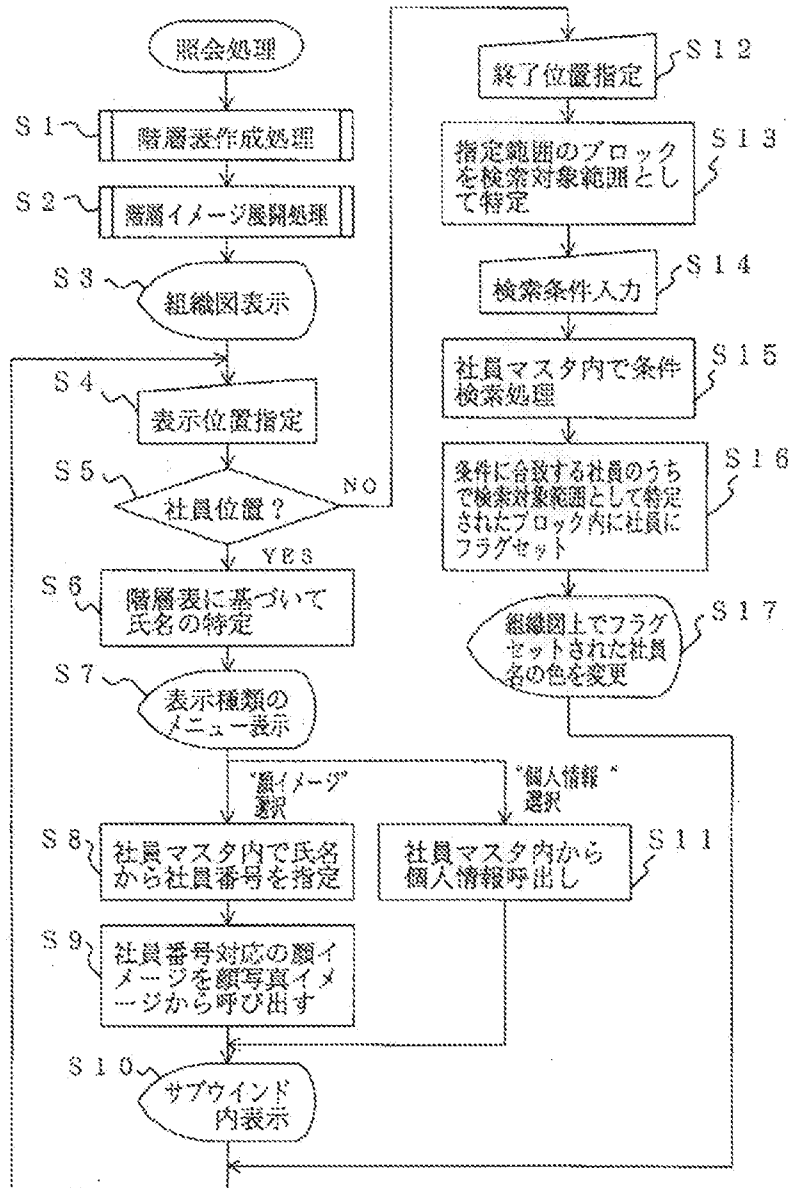 照会処理
S1
階層表作成処理
S2
階層イメージ展開処理
S3
組織図表示
S4
表示位置指定
S5
社員位置？
NO
YES
S6
階層表に基づいて
氏名の特定
S7
表示種類の
メニュー表示
"顔イメージ"
選択
"個人情報"
選択
S8
社員マスタ内で氏名
から社員番号を指定
S11
社員マスタ内から
個人情報呼出し
S9
社員番号対応の顔イ
メージを顔写真イメ
ージから呼び出す
S10
サブウインド
内表示
S12
終了位置指定
S13
指定範囲のブロック
を検索対象範囲とし
て特定
S14
検索条件入力
S15
社員マスタ内で条件
検索処理
S16
条件に合致する社員のうち
で検索対象範囲として特定
されたブロック内に社員に
フラグセット
S17
組織図上でフラグ
セットされた社員
名の色を変更